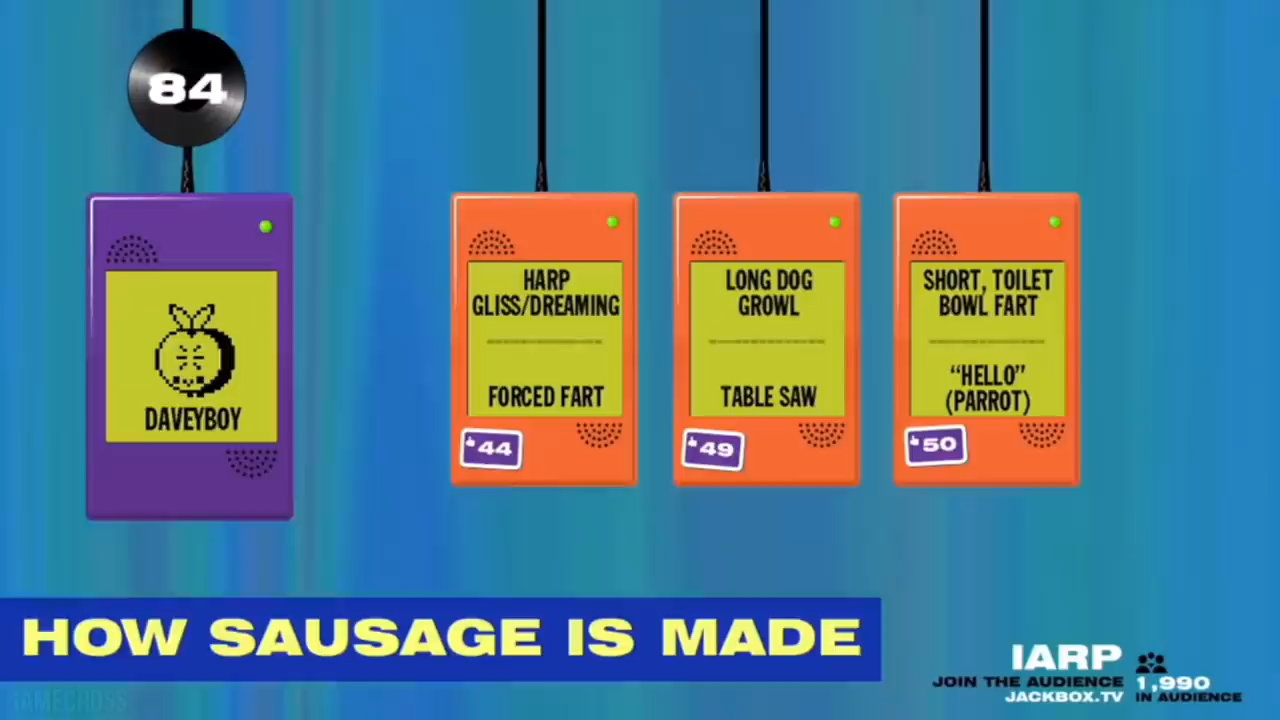 84
DAVEYBOY
HARP
GLISS/DREAMING
FORCED FART
44
LONG DOG
GROWL
TABLE SAW
49
SHORT, TOILET
BOWL FART
“HELLO”
(PARROT)
50
HOW SAUSAGE IS MADE
IARP
JOIN THE AUDIENCE
JACKBOX.TV
1,990
IN AUDIENCE